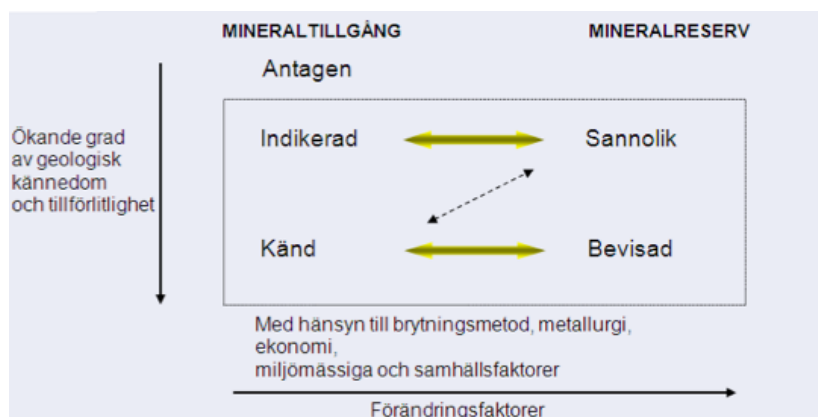 MINERALTILLGÅNG MINERALRESERV
Antagen
Ökande grad
av geologisk
kännedom
och tillförlitlighet
Indikerad Sannolik
Känd Bevisad
Med hänsyn till brytningsmetod, metallurgi,
ekonomi,
miljömässiga och samhällsfaktorer
Förändringsfaktorer